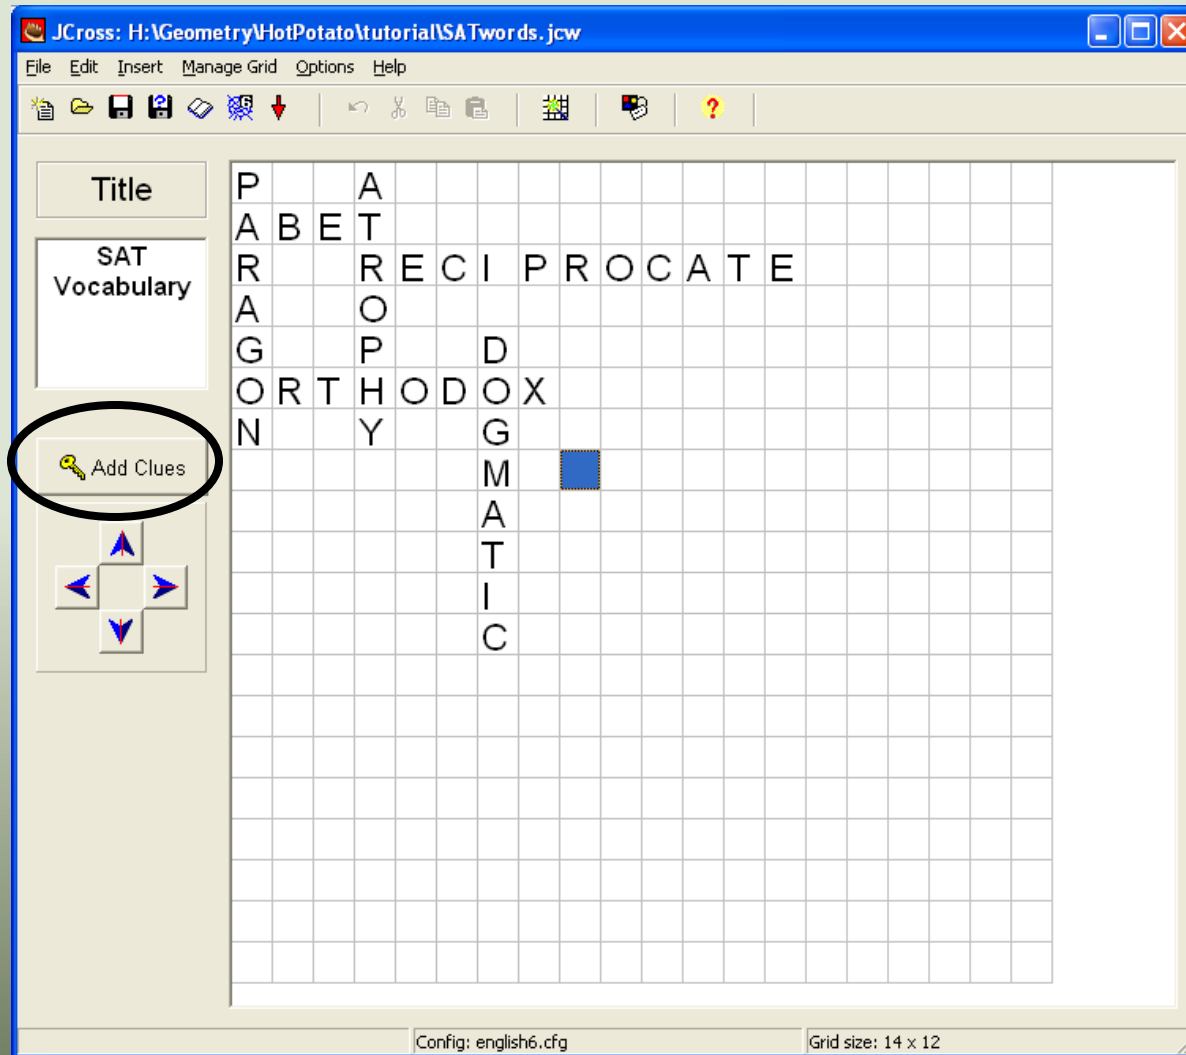 JCross: H:\Geometry\HotPotato\tutorial\SATwords.jcw
File Edit Insert Manage Grid Options Help
Title
SAT
Vocabulary
Add Clues
P A
A B E T
R R E C I P R O C A T E
A O
G P D
O R T H O D O X
N Y G
M
A
T
I
C
Config: english6.cfg Grid size: 14 x 12